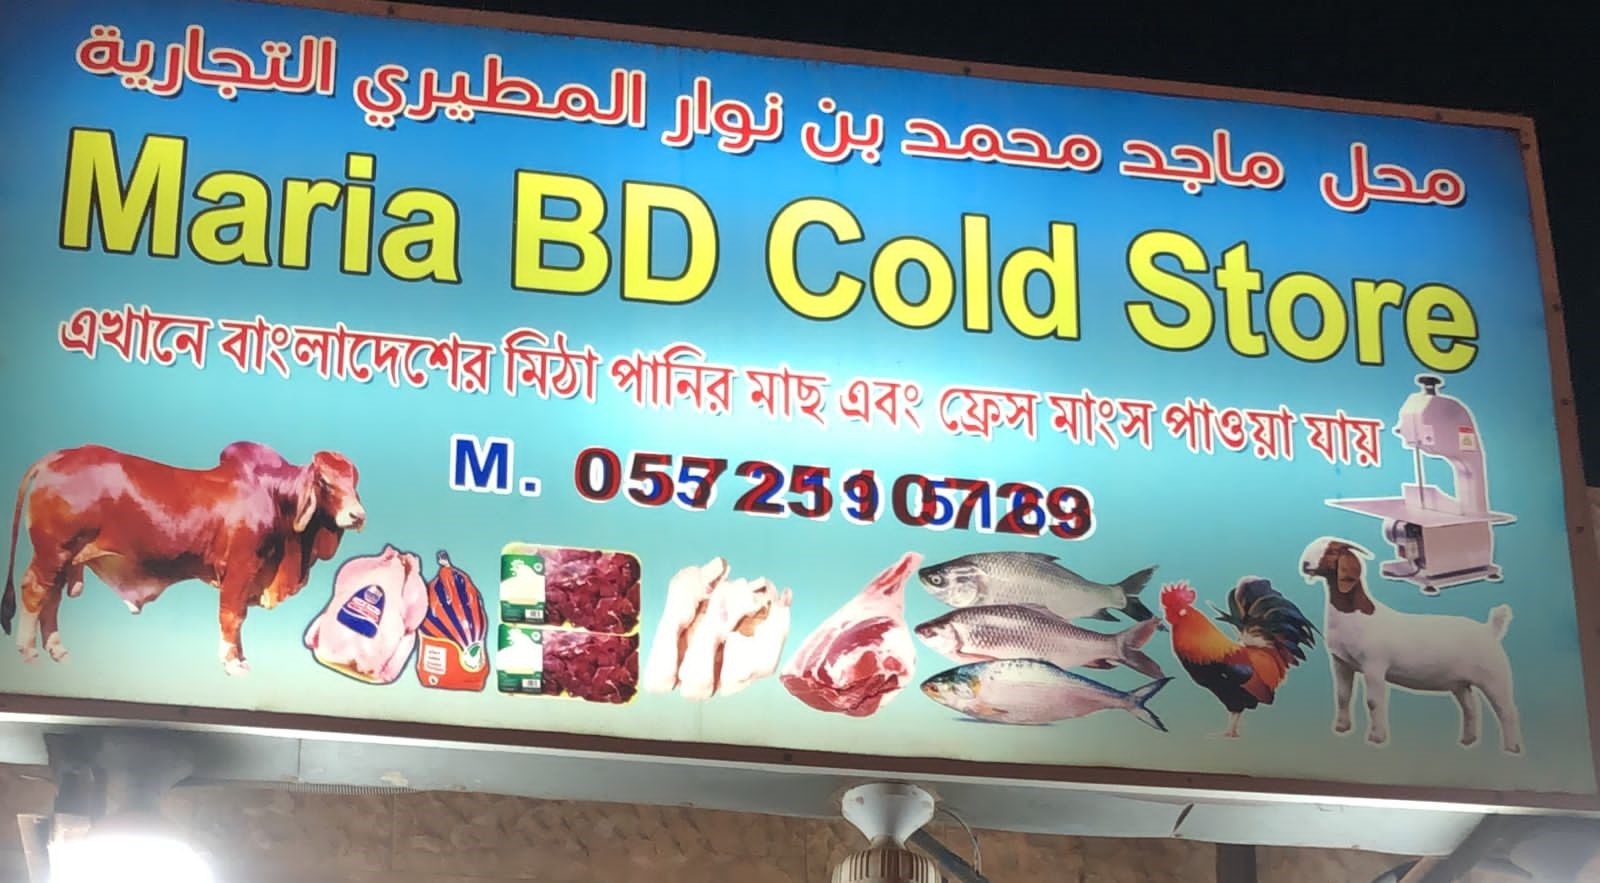 محل ماجد محمد بن نوار المطيري التجارية
Maria BD Cold Store
এখানে বাংলাদেশের মিঠা পানির মাছ এবং ফ্রেস মাংস পাওয়া যায়
M.